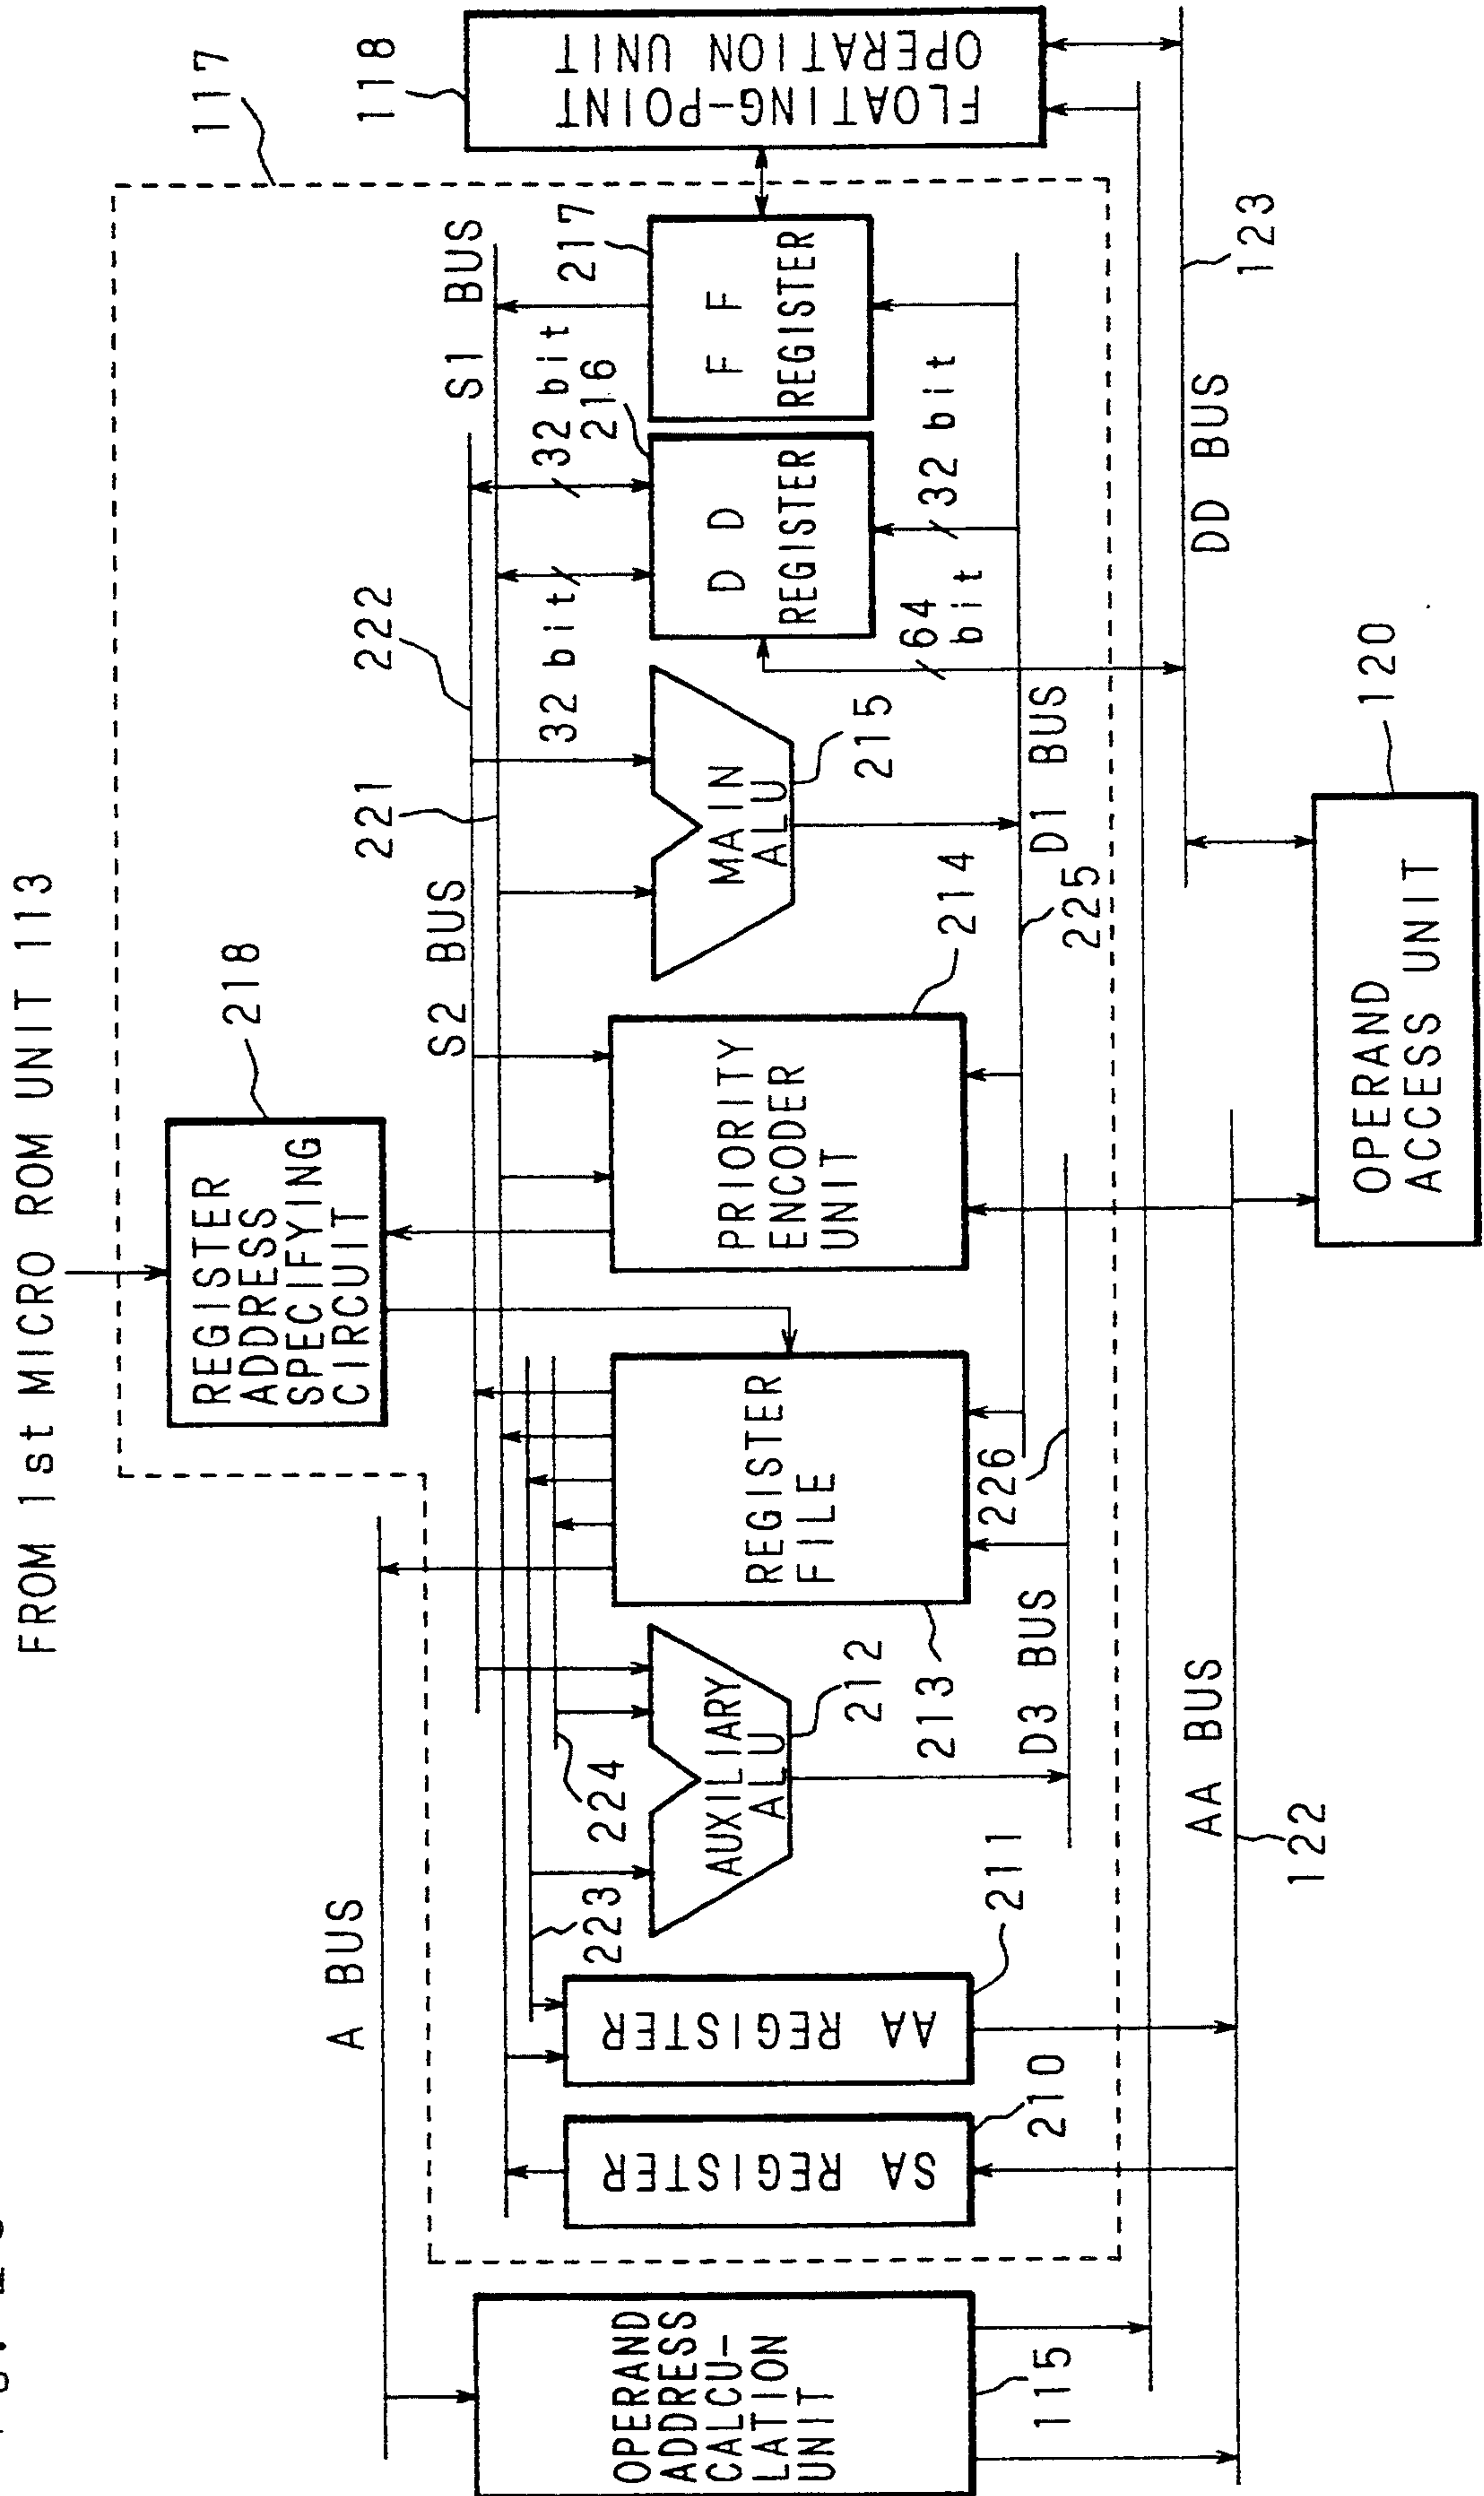 FROM 1st MICRO ROM UNIT 113
117
118
218
REGISTER
ADDRESS
SPECIFYING
CIRCUIT
A BUS
S2 BUS
S1 BUS
221
222
32 bit
32 bit
216
217
223
224
OPERAND
ADDRESS
CALCU-
LATION
UNIT
115
SA REGISTER
210
AA REGISTER
211
AUXILIARY
ALU
212
REGISTER
FILE
213
PRIORITY
ENCODER
UNIT
214
MAIN
ALU
215
D D
REGISTER
F F
REGISTER
FLOATING-POINT
OPERATION UNIT
64
bit
32 bit
D3 BUS
226
225
D1 BUS
AA BUS
122
DD BUS
123
OPERAND
ACCESS UNIT
120